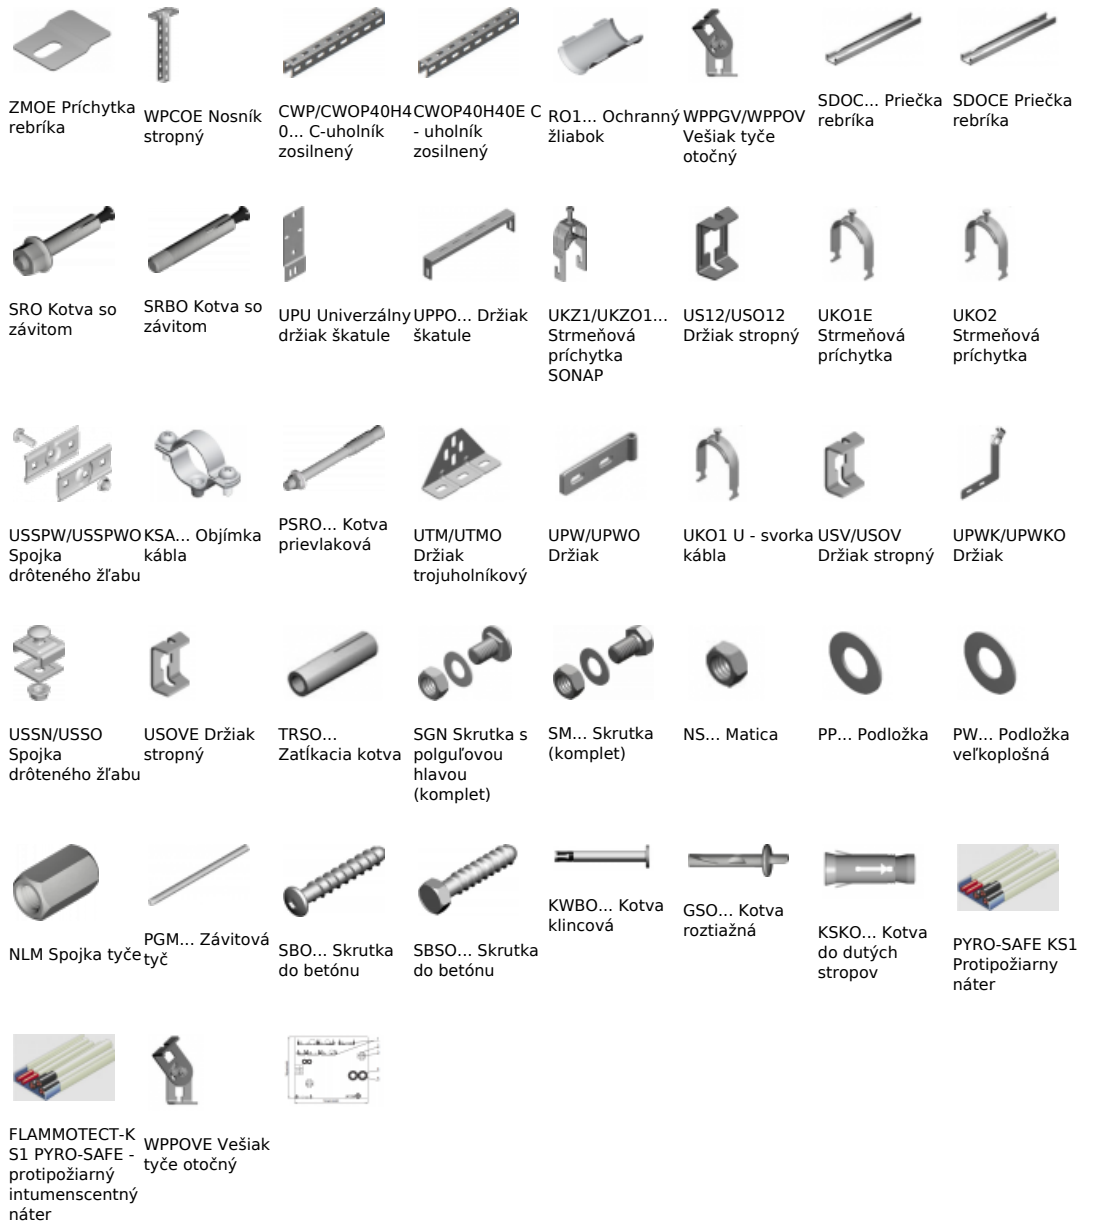 ZMOE Príchytka
rebríka
WPCOE Nosník
stropný
CWP/CWOP40H4
0... C-uholník
zosilnený
CWOP40H40E C
- uholník
zosilnený
RO1... Ochranný
žliabok
WPPGV/WPPOV
Vešiak tyče
otočný
SDOC... Priečka
rebríka
SDOCE Priečka
rebríka
SRO Kotva so
závitom
SRBO Kotva so
závitom
UPU Univerzálny
držiak škatule
UPPO... Držiak
škatule
UKZ1/UKZO1...
Strmeňová
príchytka
SONAP
US12/USO12
Držiak stropný
UKO1E
Strmeňová
príchytka
UKO2
Strmeňová
príchytka
USSPW/USSPWO
Spojka
drôteného žľabu
KSA... Objímka
kábla
PSRO... Kotva
prievlaková
UTM/UTMO
Držiak
trojuholníkový
UPW/UPWO
Držiak
UKO1 U - svorka
kábla
USV/USOV
Držiak stropný
UPWK/UPWKO
Držiak
USSN/USSO
Spojka
drôteného žľabu
USOVE Držiak
stropný
TRSO...
Zatĺkacia kotva
SGN Skrutka s
polguľovou
hlavou
(komplet)
SM... Skrutka
(komplet)
NS... Matica
PP... Podložka
PW... Podložka
veľkoplošná
NLM Spojka tyče
PGM... Závitová
tyč
SBO... Skrutka
do betónu
SBSO... Skrutka
do betónu
KWBO... Kotva
klincová
GSO... Kotva
roztiažná
KSKO... Kotva
do dutých
stropov
PYRO-SAFE KS1
Protipožiarny
náter
FLAMMOTECT-K
S1 PYRO-SAFE -
protipožiarný
intumenscentný
náter
WPPOVE Vešiak
tyče otočný